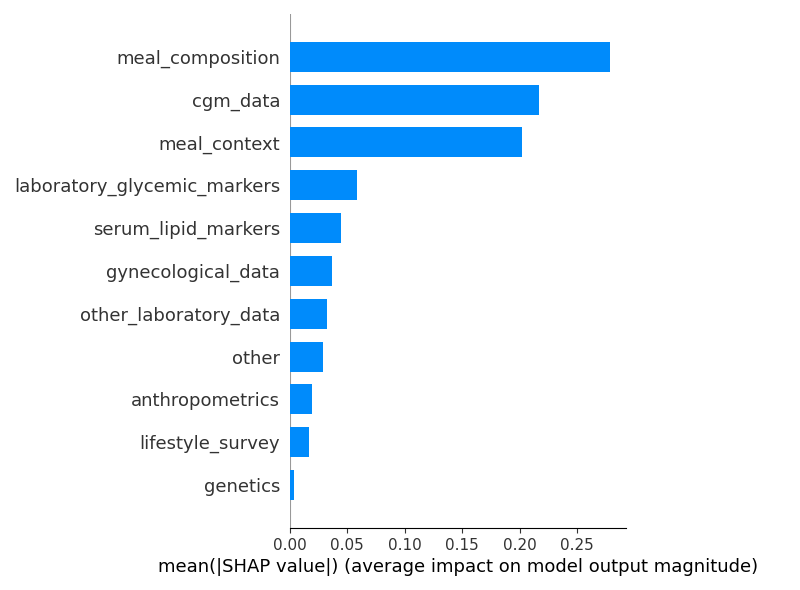 meal_composition
cgm_data
meal_context
laboratory_glycemic_markers
serum_lipid_markers
gynecological_data
other_laboratory_data
other
anthropometrics
lifestyle_survey
genetics
0.00 0.05 0.10 0.15 0.20 0.25
mean(|SHAP value|) (average impact on model output magnitude)